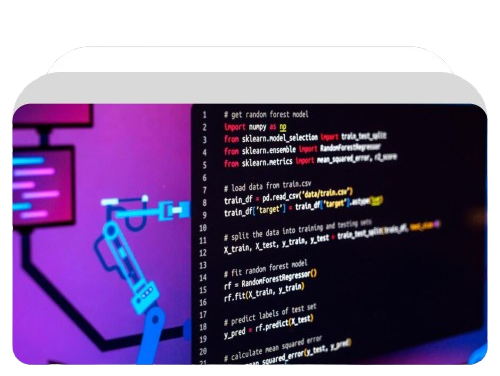 1 # get random forest model
2 import numpy as np
3 from sklearn.model_selection import train_test_split
4 from sklearn.ensemble import RandomForestRegressor
5 from sklearn.metrics import mean_squared_error, r2_score
6
7 # load data from train.csv
8 train_df = pd.read_csv("data/train.csv")
9 train_df["target"] = train_df["target"].astype(int)
10
11 # split the data into training and testing sets
12 X_train, X_test, y_train, y_test = train_test_split(train_df, test_size=
13
14 # fit random forest model
15 rf = RandomForestRegressor()
16 rf.fit(X_train, y_train)
17
18 # predict labels of test set
19 y_pred = rf.predict(X_test)
20
21 # calculate mean squared error
squared_error(y_test, y_pred)